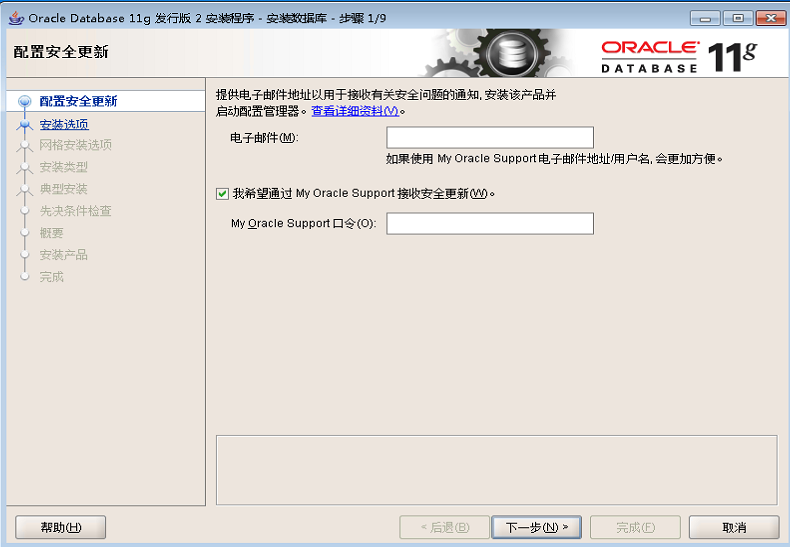 Oracle Database 11g 发行版 2 安装程序 - 安装数据库 - 步骤 1/9
配置安全更新
ORACLE
DATABASE
11g
配置安全更新
安装选项
网格安装选项
安装类型
典型安装
先决条件检查
概要
安装产品
完成
提供电子邮件地址以用于接收有关安全问题的通知, 安装该产品并
启动配置管理器。查看详细资料(V)。
电子邮件(M):
如果使用 My Oracle Support 电子邮件地址/用户名, 会更加方便。
我希望通过 My Oracle Support 接收安全更新(W)。
My Oracle Support 口令(O):
帮助(H)
< 后退(B)
下一步(N) >
完成(F)
取消